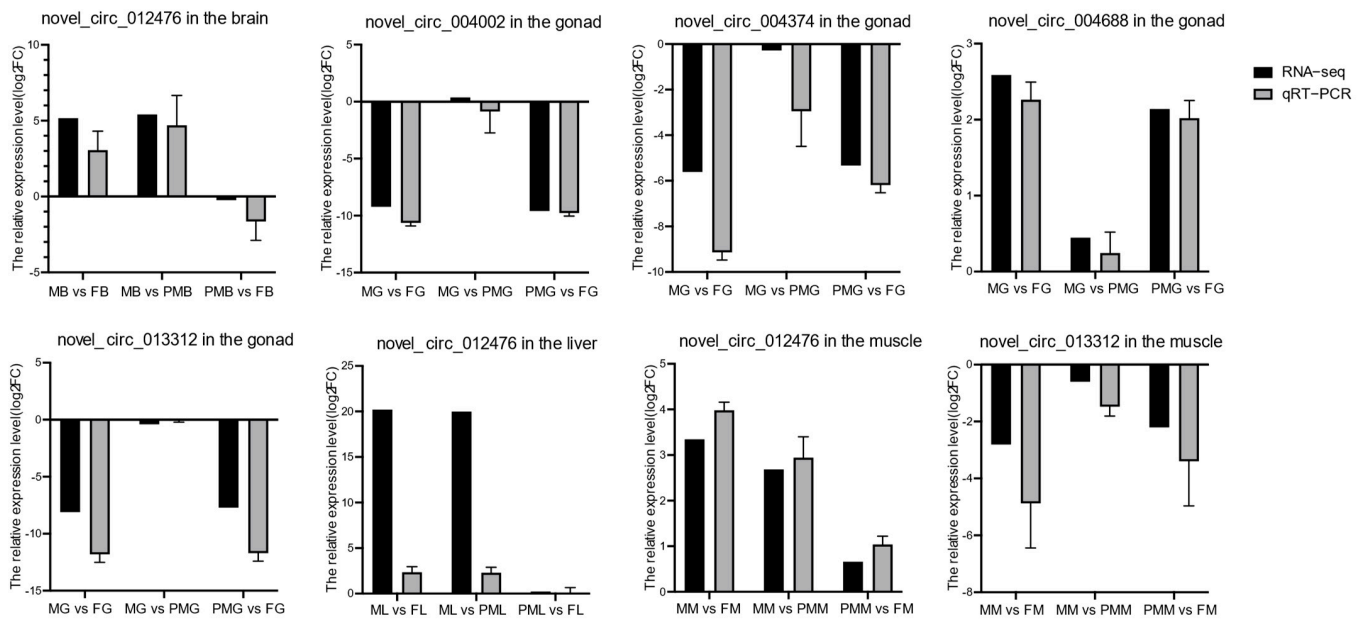 novel_circ_012476 in the brain
The relative expression level(log2FC)
10
5
0
-5
MB vs FB
MB vs PMB
PMB vs FB
novel_circ_004002 in the gonad
The relative expression level(log2FC)
5
0
-5
-10
-15
MG vs FG
MG vs PMG
PMG vs FG
novel_circ_004374 in the gonad
The relative expression level(log2FC)
0
-2
-4
-6
-8
-10
MG vs FG
MG vs PMG
PMG vs FG
novel_circ_004688 in the gonad
The relative expression level(log2FC)
3
2
1
0
MG vs FG
MG vs PMG
PMG vs FG
RNA-seq
qRT-PCR
novel_circ_013312 in the gonad
The relative expression level(log2FC)
5
0
-5
-10
-15
MG vs FG
MG vs PMG
PMG vs FG
novel_circ_012476 in the liver
The relative expression level(log2FC)
25
20
15
10
5
0
ML vs FL
ML vs PML
PML vs FL
novel_circ_012476 in the muscle
The relative expression level(log2FC)
5
4
3
2
1
0
MM vs FM
MM vs PMM
PMM vs FM
novel_circ_013312 in the muscle
The relative expression level(log2FC)
0
-2
-4
-6
-8
MM vs FM
MM vs PMM
PMM vs FM